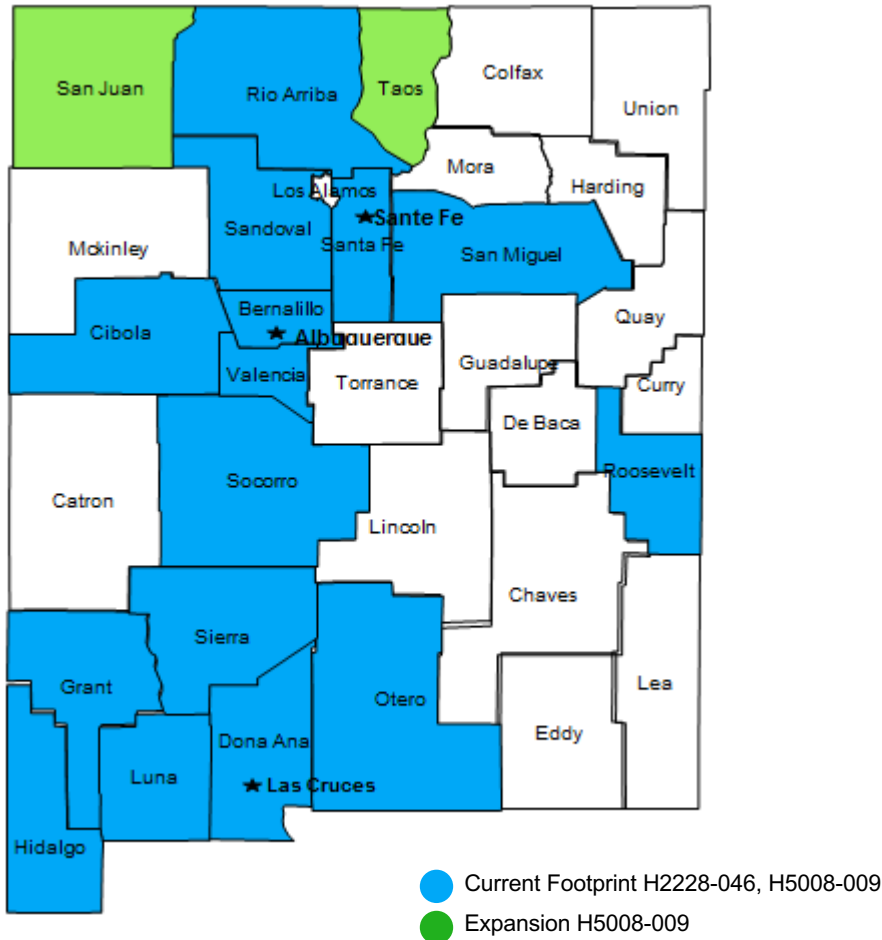 San Juan
Rio Arriba
Taos
Colfax
Union
Mora
Harding
Los Alamos
Sante Fe
Sandoval
Santa Fe
San Miguel
Mckinley
Bernalillo
Quay
Cibola
Albuquerque
Guadalupe
Valencia
Torrance
Curry
De Baca
Roosevelt
Socorro
Catron
Lincoln
Chaves
Sierra
Grant
Lea
Otero
Eddy
Dona Ana
Luna
Las Cruces
Hidalgo
Current Footprint H2228-046, H5008-009
Expansion H5008-009